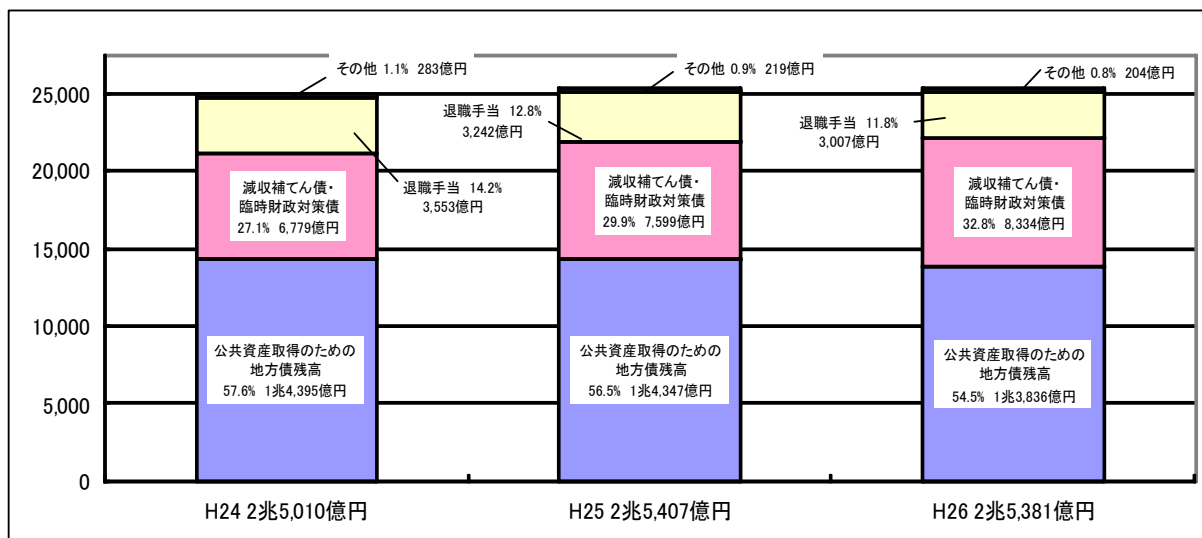 その他 1.1% 283億円
その他 0.9% 219億円
その他 0.8% 204億円
25,000
20,000
15,000
10,000
5,000
0
退職手当 14.2%
3,553億円
退職手当 12.8%
3,242億円
退職手当 11.8%
3,007億円
減収補てん債・
臨時財政対策債
27.1% 6,779億円
減収補てん債・
臨時財政対策債
29.9% 7,599億円
減収補てん債・
臨時財政対策債
32.8% 8,334億円
公共資産取得のための
地方債残高
57.6% 1兆4,395億円
公共資産取得のための
地方債残高
56.5% 1兆4,347億円
公共資産取得のための
地方債残高
54.5% 1兆3,836億円
H24 2兆5,010億円
H25 2兆5,407億円
H26 2兆5,381億円